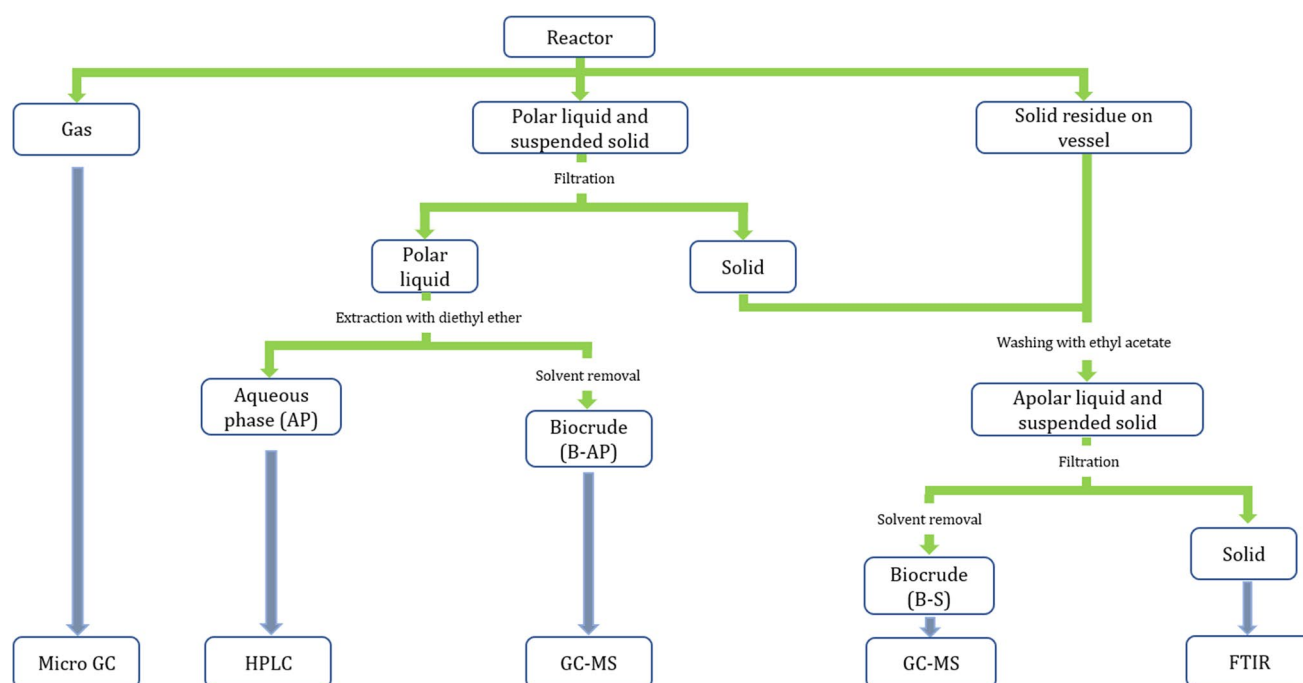 Reactor
Gas
Polar liquid and
suspended solid
Solid residue on
vessel
Filtration
Polar
liquid
Solid
Extraction with diethyl ether
Washing with ethyl acetate
Solvent removal
Aqueous
phase (AP)
Biocrude
(B-AP)
Apolar liquid and
suspended solid
Filtration
Solvent removal
Solid
Biocrude
(B-S)
Micro GC
HPLC
GC-MS
GC-MS
FTIR